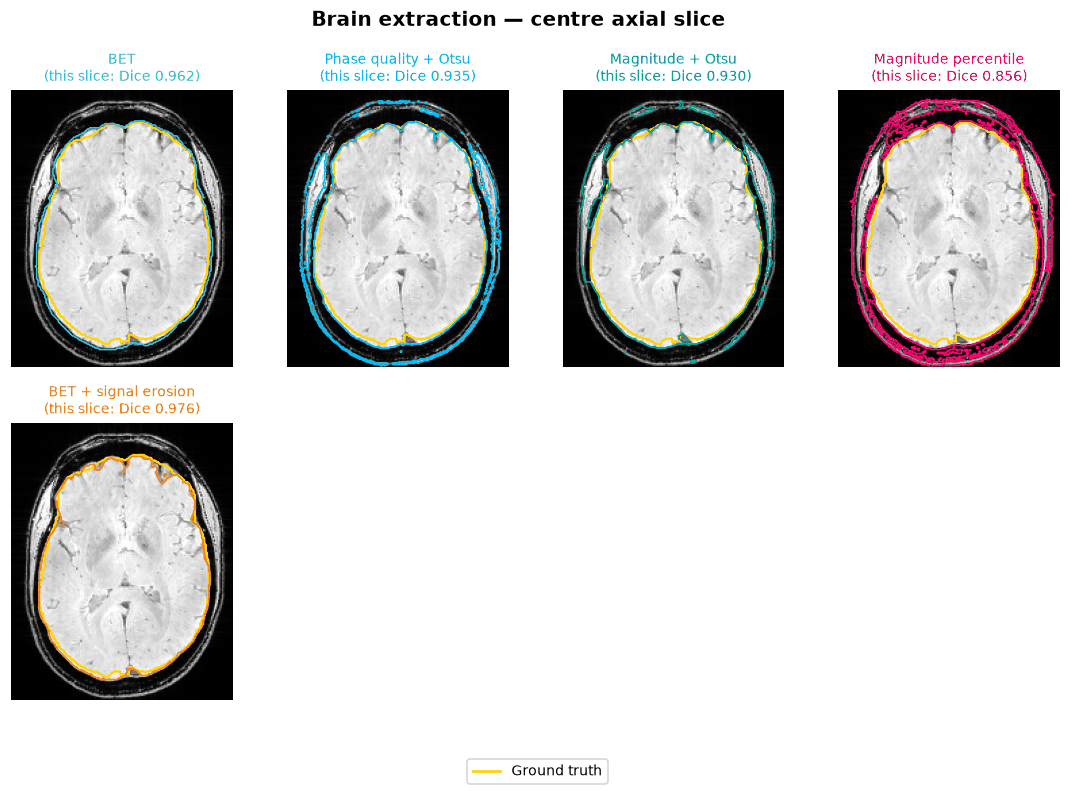 Brain extraction — centre axial slice
BET
(this slice: Dice 0.962)
Phase quality + Otsu
(this slice: Dice 0.935)
Magnitude + Otsu
(this slice: Dice 0.930)
Magnitude percentile
(this slice: Dice 0.856)
BET + signal erosion
(this slice: Dice 0.976)
Ground truth